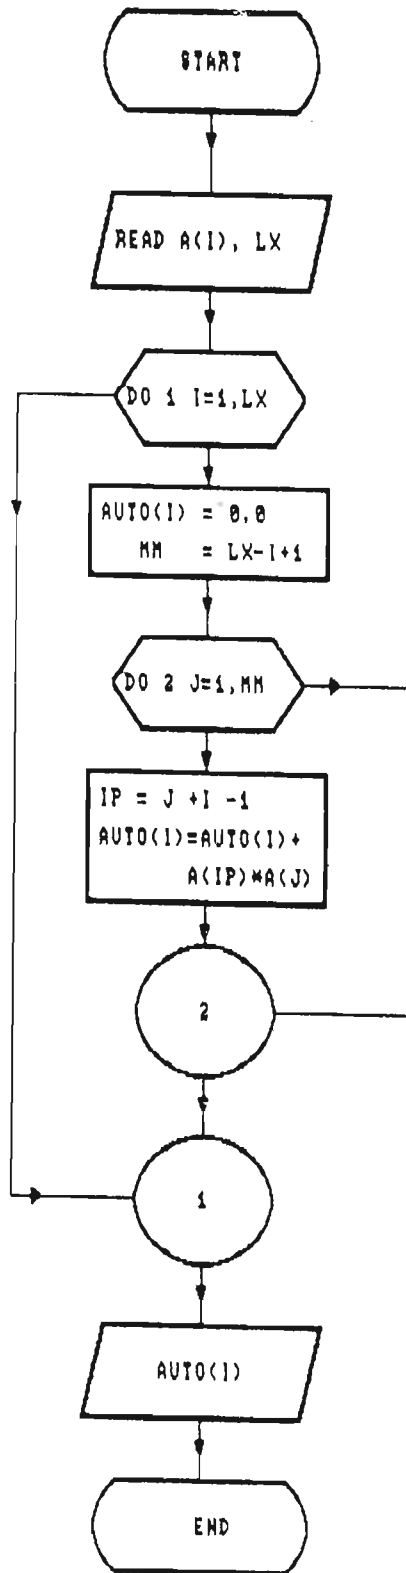 START
READ A(I), LX
DO 1 I=1,LX
AUTO(I) = 0,0
MM = LX-I+1
DO 2 J=1,MM
IP = J +I -1
AUTO(I)=AUTO(I)+
A(IP)*A(J)
2
1
AUTO(I)
END